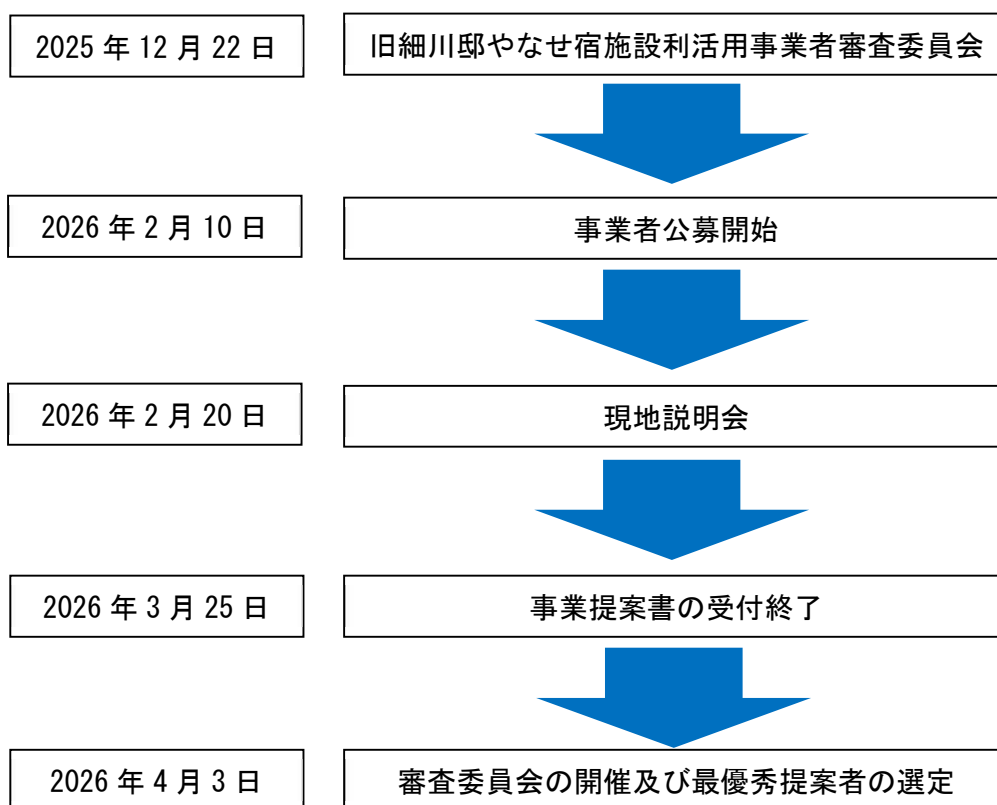 2025 年 12 月 22 日
旧細川邸やなせ宿施設利活用事業者審査委員会
2026 年 2 月 10 日
事業者公募開始
2026 年 2 月 20 日
現地説明会
2026 年 3 月 25 日
事業提案書の受付終了
2026 年 4 月 3 日
審査委員会の開催及び最優秀提案者の選定